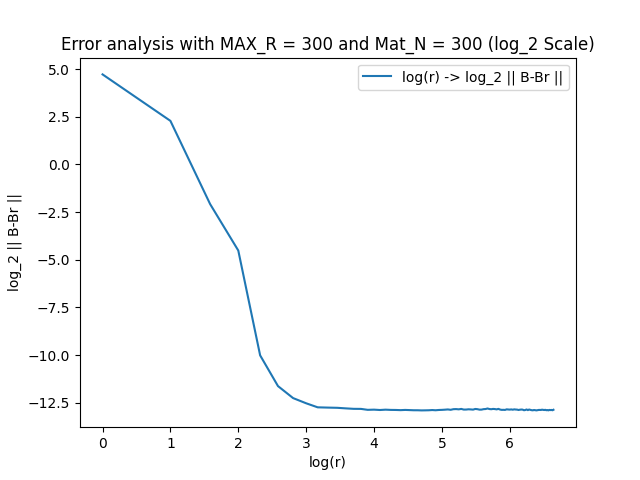 Error analysis with MAX_R = 300 and Mat_N = 300 (log_2 Scale)
log(r) -> log_2 || B-Br ||
5.0
2.5
0.0
−2.5
−5.0
−7.5
−10.0
−12.5
log_2 || B-Br ||
0 1 2 3 4 5 6
log(r)